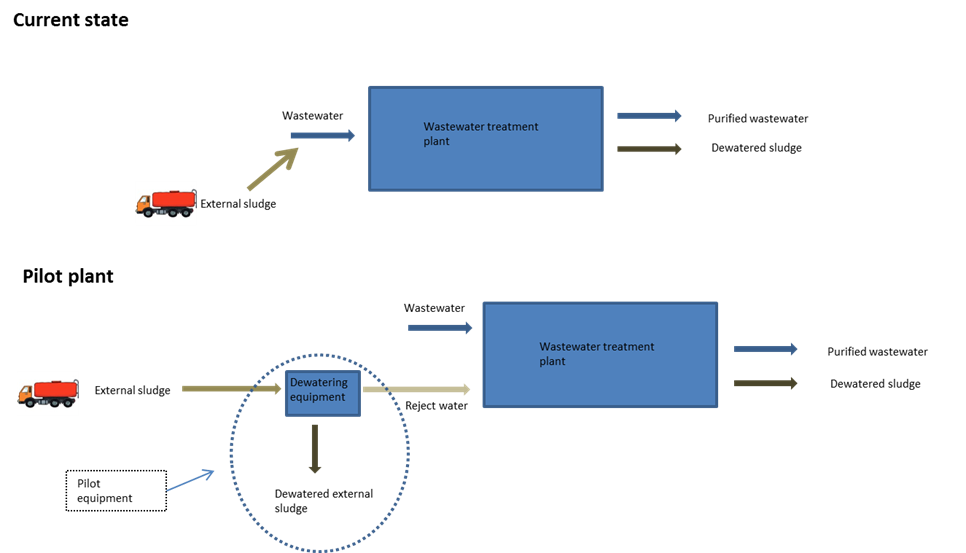 Current state
Wastewater
Wastewater treatment
plant
Purified wastewater
Dewatered sludge
External sludge
Pilot plant
Wastewater
Wastewater treatment
plant
Purified wastewater
Dewatered sludge
External sludge
Dewatering
equipment
Reject water
Pilot
equipment
Dewatered external
sludge